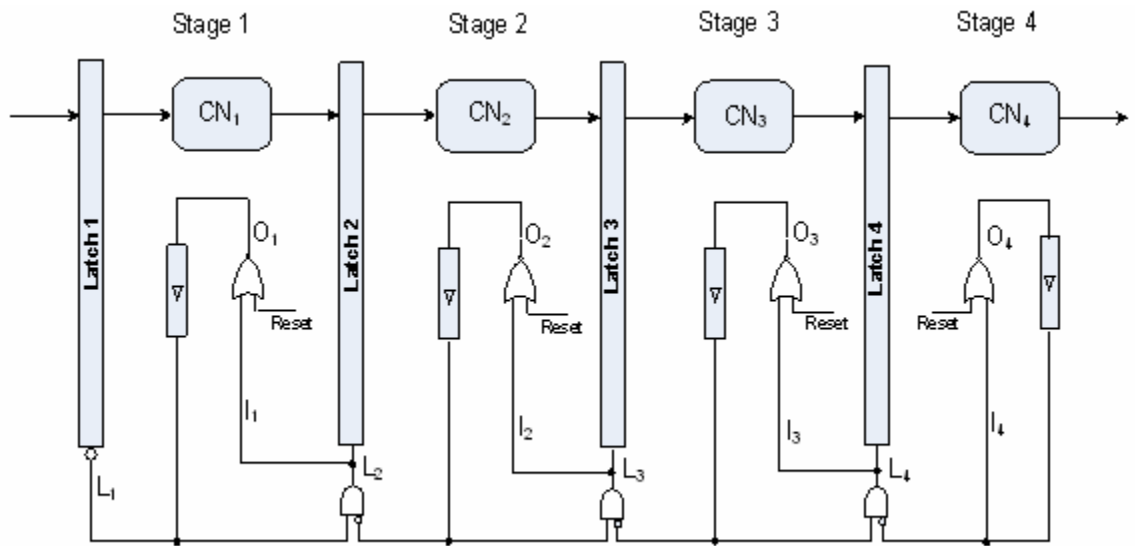 Stage 1
Stage 2
Stage 3
Stage 4
CN₁
CN₂
CN₃
CN₄
Latch 1
Latch 2
Latch 3
Latch 4
O₁
O₂
O₃
O₄
∇
∇
∇
∇
Reset
Reset
Reset
Reset
I₁
I₂
I₃
I₄
L₁
L₂
L₃
L₄